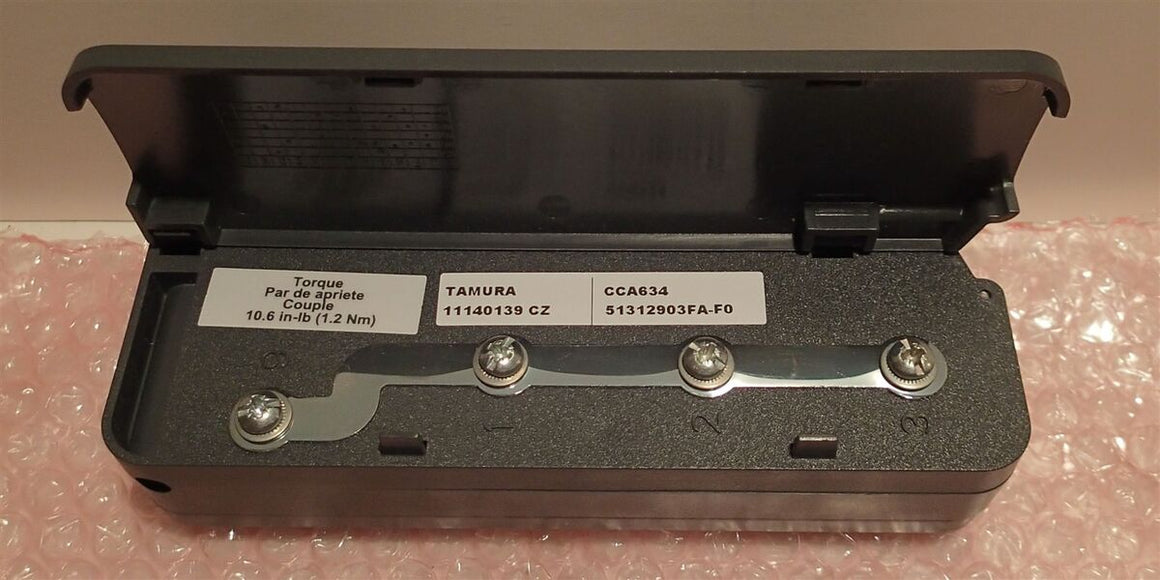 Torque
Par de apriete
Couple
10.6 in-lb (1.2 Nm)
TAMURA
11140139 CZ
CCA634
51312903FA-F0
1
2
3